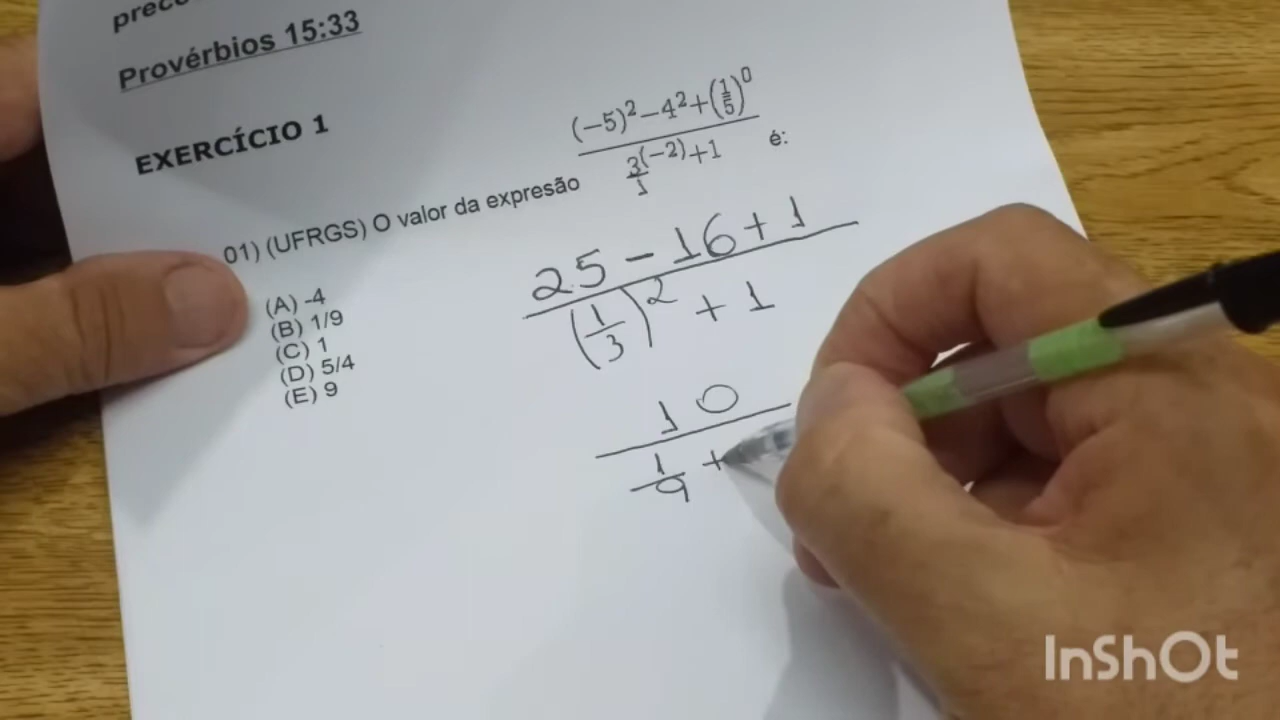 Provérbios 15:33
EXERCÍCIO 1
01) (UFRGS) O valor da expresão ((-5)² - 4² + (1/5)⁰) / (3^(-2) + 1) é:
1
(A) -4
(B) 1/9
(C) 1
(D) 5/4
(E) 9
25 - 16 + 1
(1/3)² + 1
10
1/9 +
InShOt